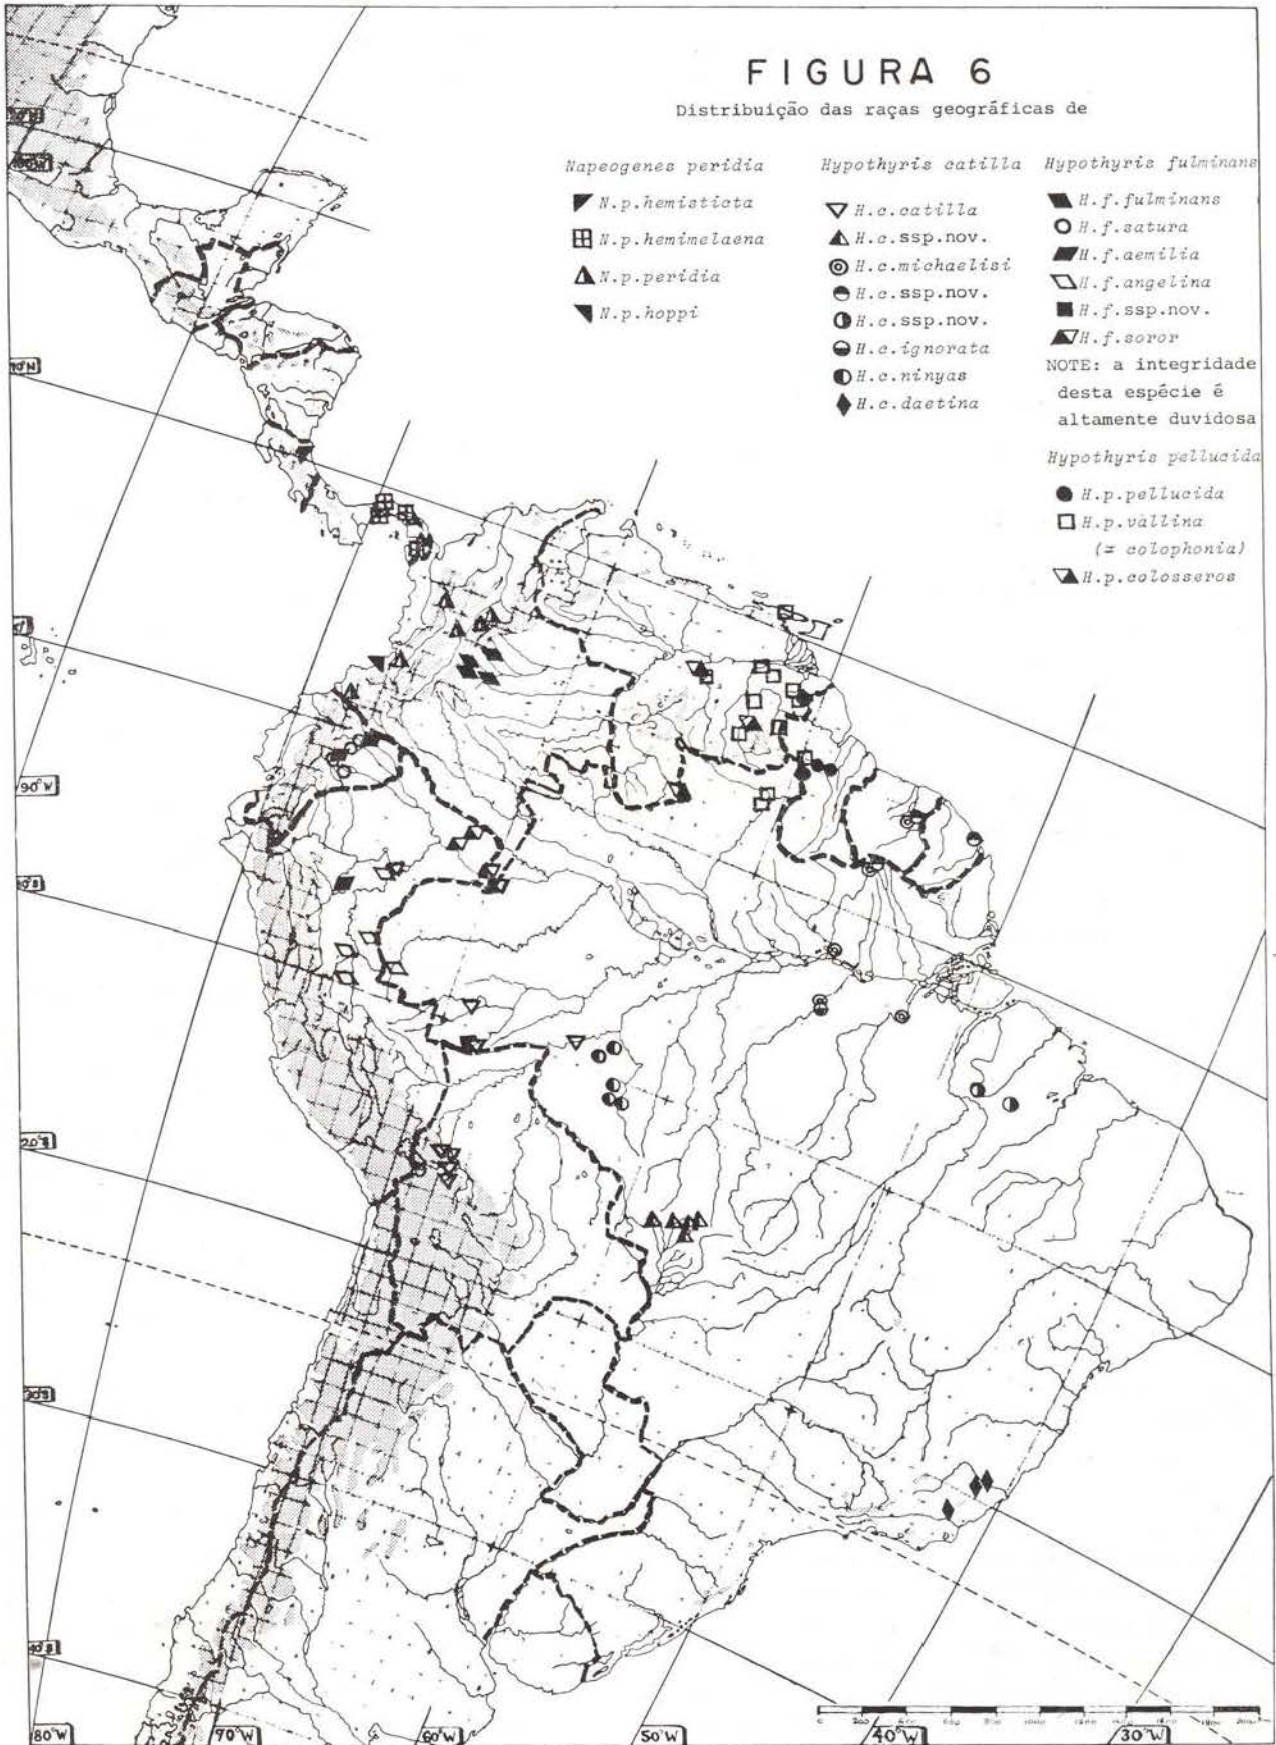 FIGURA 6
Distribuição das raças geográficas de
Napeogenes peridia
N.p.hemisticta
N.p.hemimelaena
N.p.peridia
N.p.hoppi
Hypothyris catilla
H.c.catilla
H.c.ssp.nov.
H.c.michaelisi
H.c.ssp.nov.
H.c.ssp.nov.
H.c.ignorata
H.c.ninyas
H.c.daetina
Hypothyris fulminans
H.f.fulminans
H.f.satura
H.f.aemilia
H.f.angelina
H.f.ssp.nov.
H.f.soror
NOTE: a integridade
desta espécie é
altamente duvidosa
Hypothyris pellucida
H.p.pellucida
H.p.vallina
(= colophonia)
H.p.colosseros
10°N
90°W
20°S
80°W
70°W
60°W
50°W
40°W
30°W